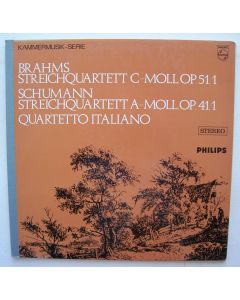 KAMMERMUSIK-SERIE
BRAHMS
STREICHQUARTETT C-MOLL, OP 51 1
SCHUMANN
STREICHQUARTETT A-MOLL, OP 41.1
QUARTETTO ITALIANO
STEREO
PHILIPS